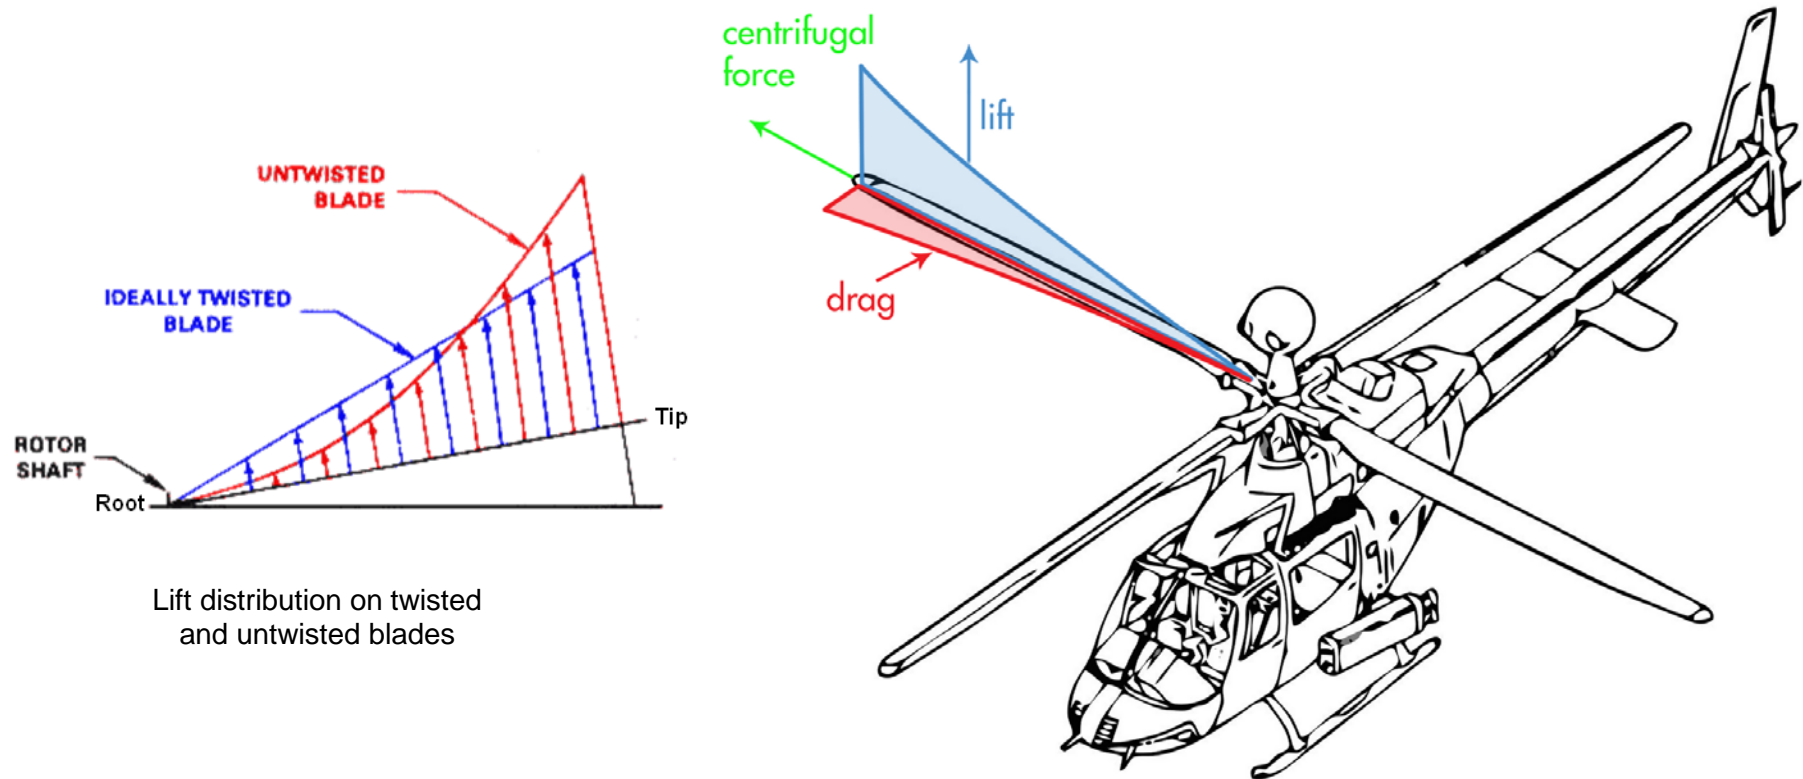 centrifugal
force
lift
drag
UNTWISTED
BLADE
IDEALLY TWISTED
BLADE
Tip
ROTOR
SHAFT
Root
Lift distribution on twisted
and untwisted blades